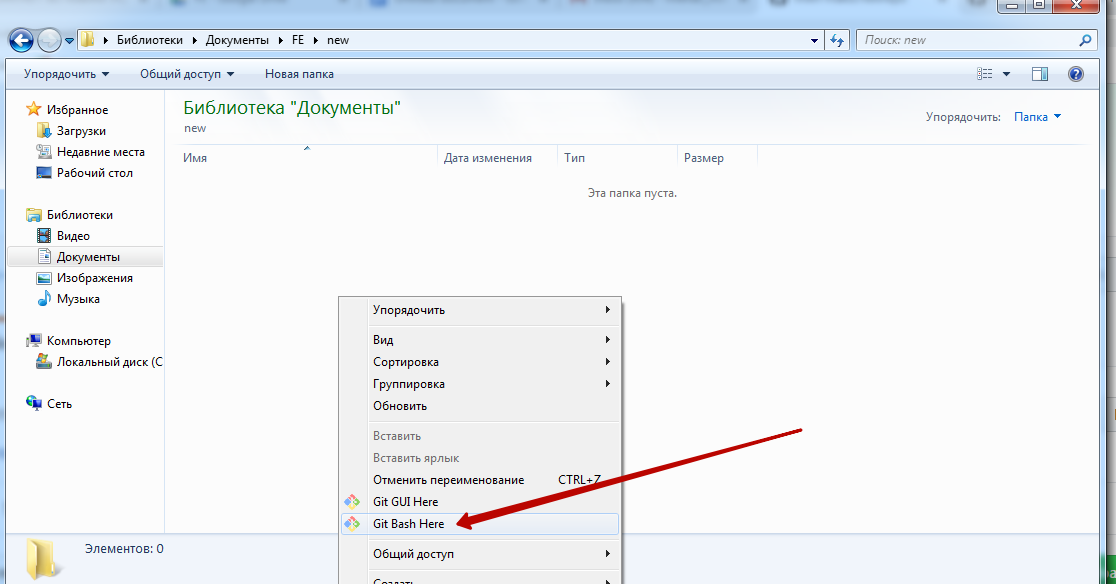 Библиотеки Документы FE new
Поиск: new
Упорядочить Общий доступ Новая папка
Избранное
Загрузки
Недавние места
Рабочий стол
Библиотеки
Видео
Документы
Изображения
Музыка
Компьютер
Локальный диск (C
Сеть
Библиотека "Документы"
new
Упорядочить: Папка
Имя Дата изменения Тип Размер
Эта папка пуста.
Упорядочить
Вид
Сортировка
Группировка
Обновить
Вставить
Вставить ярлык
Отменить переименование CTRL+Z
Git GUI Here
Git Bash Here
Общий доступ
Создать
Элементов: 0